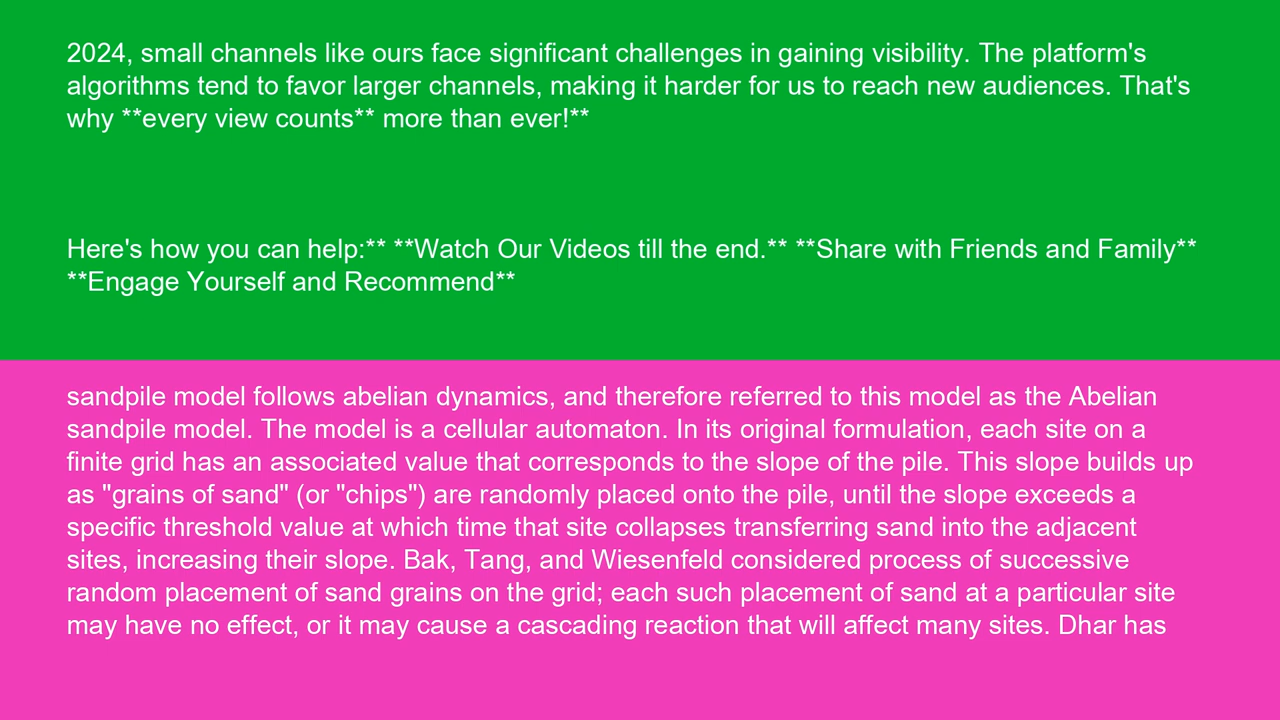 2024, small channels like ours face significant challenges in gaining visibility. The platform's
algorithms tend to favor larger channels, making it harder for us to reach new audiences. That's
why **every view counts** more than ever!**
Here's how you can help:** **Watch Our Videos till the end.** **Share with Friends and Family**
**Engage Yourself and Recommend**
sandpile model follows abelian dynamics, and therefore referred to this model as the Abelian
sandpile model. The model is a cellular automaton. In its original formulation, each site on a
finite grid has an associated value that corresponds to the slope of the pile. This slope builds up
as "grains of sand" (or "chips") are randomly placed onto the pile, until the slope exceeds a
specific threshold value at which time that site collapses transferring sand into the adjacent
sites, increasing their slope. Bak, Tang, and Wiesenfeld considered process of successive
random placement of sand grains on the grid; each such placement of sand at a particular site
may have no effect, or it may cause a cascading reaction that will affect many sites. Dhar has